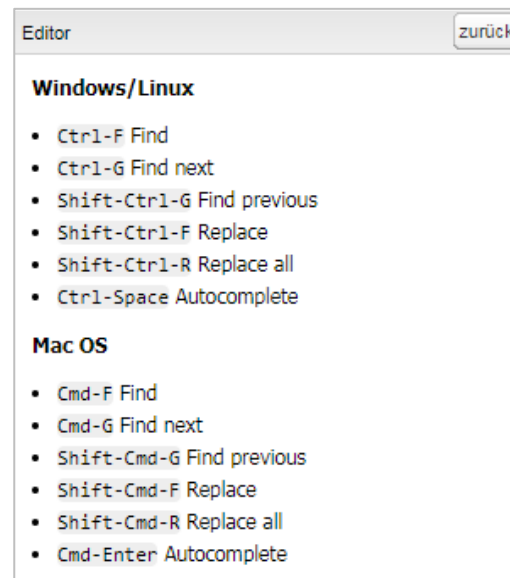 Editor zurück
Windows/Linux
Ctrl-F Find
Ctrl-G Find next
Shift-Ctrl-G Find previous
Shift-Ctrl-F Replace
Shift-Ctrl-R Replace all
Ctrl-Space Autocomplete
Mac OS
Cmd-F Find
Cmd-G Find next
Shift-Cmd-G Find previous
Shift-Cmd-F Replace
Shift-Cmd-R Replace all
Cmd-Enter Autocomplete